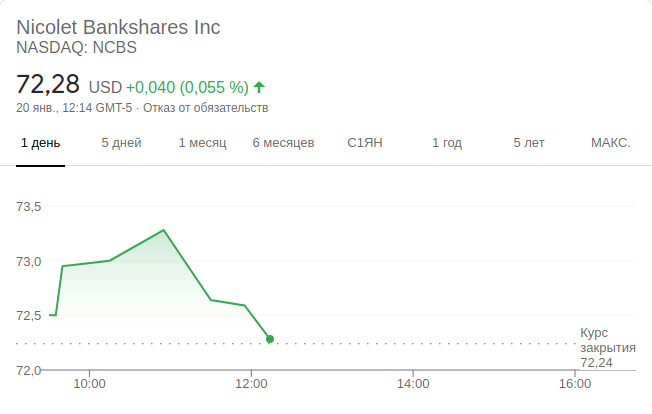 Nicolet Bankshares Inc
NASDAQ: NCBS
72,28 USD +0,040 (0,055 %)
20 янв., 12:14 GMT-5 · Отказ от обязательств
1 день 5 дней 1 месяц 6 месяцев С1ЯН 1 год 5 лет МАКС.
73,5
73,0
72,5
Курс
закрытия
72,24
72,0
10:00 12:00 14:00 16:00